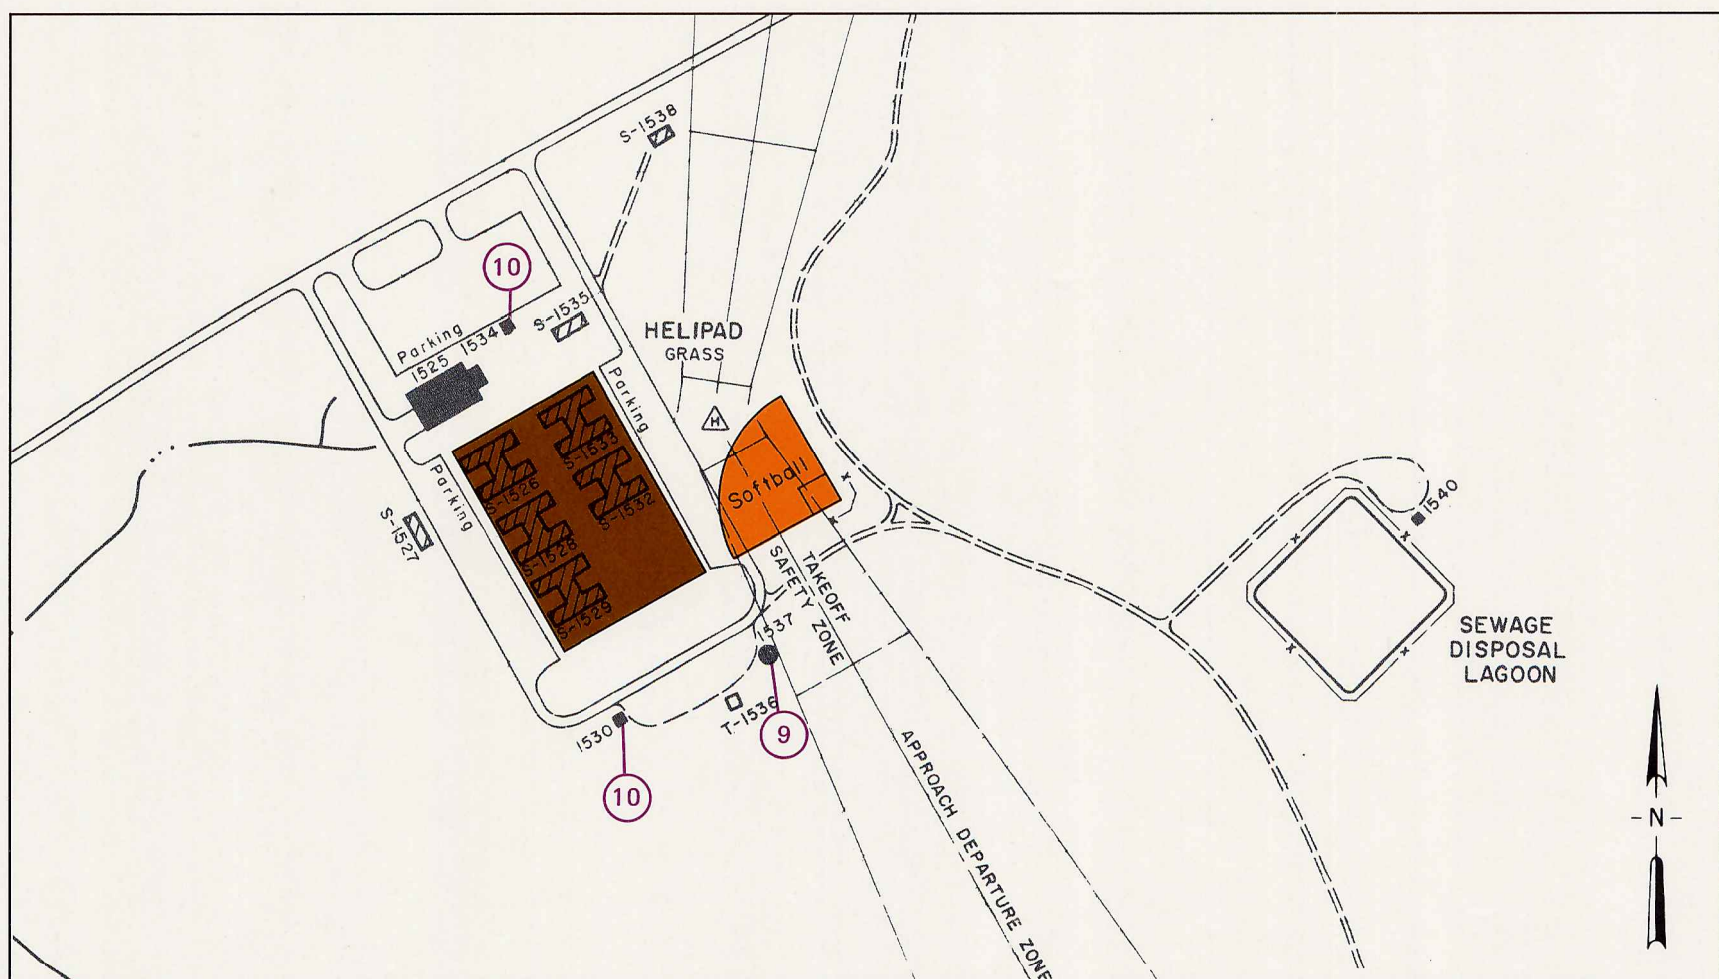 S-1538
10
S-1535
1534
Parking
1525
HELIPAD
GRASS
H
Parking
S-1533
S-1526
S-1532
Softball
Parking
S-1527
S-1528
S-1529
TAKEOFF
SAFETY ZONE
1537
1540
SEWAGE
DISPOSAL
LAGOON
T-1536
9
1530
10
APPROACH DEPARTURE ZONE
-N-